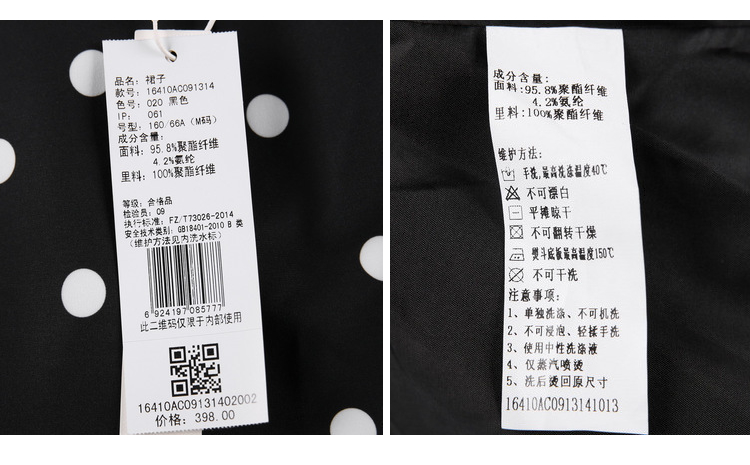 品名：裙子
款号：16410AC091314
色号：020 黑色
IP： 061
号型：160/66A（M码）
成分含量：
面料：95.8%聚酯纤维
4.2%氨纶
里料：100%聚酯纤维
等级：合格品
检验员：09
执行标准：FZ/T73026-2014
安全技术类别：GB18401-2010 B 类
（维护方法见内洗水标）
6 924197 085777
此二维码仅限于内部使用
16410AC09131402002
价格：398.00
成分含量：
面料：95.8%聚酯纤维
4.2%氨纶
里料：100%聚酯纤维
维护方法：
手洗，最高洗涤温度40℃
不可漂白
平摊晾干
不可翻转干燥
熨斗底板最高温度150℃
不可干洗
注意事项：
1、单独洗涤、不可机洗
2、不可浸泡、轻揉手洗
3、使用中性洗涤液
4、仅蒸汽喷烫
5、洗后烫回原尺寸
16410AC0913141013